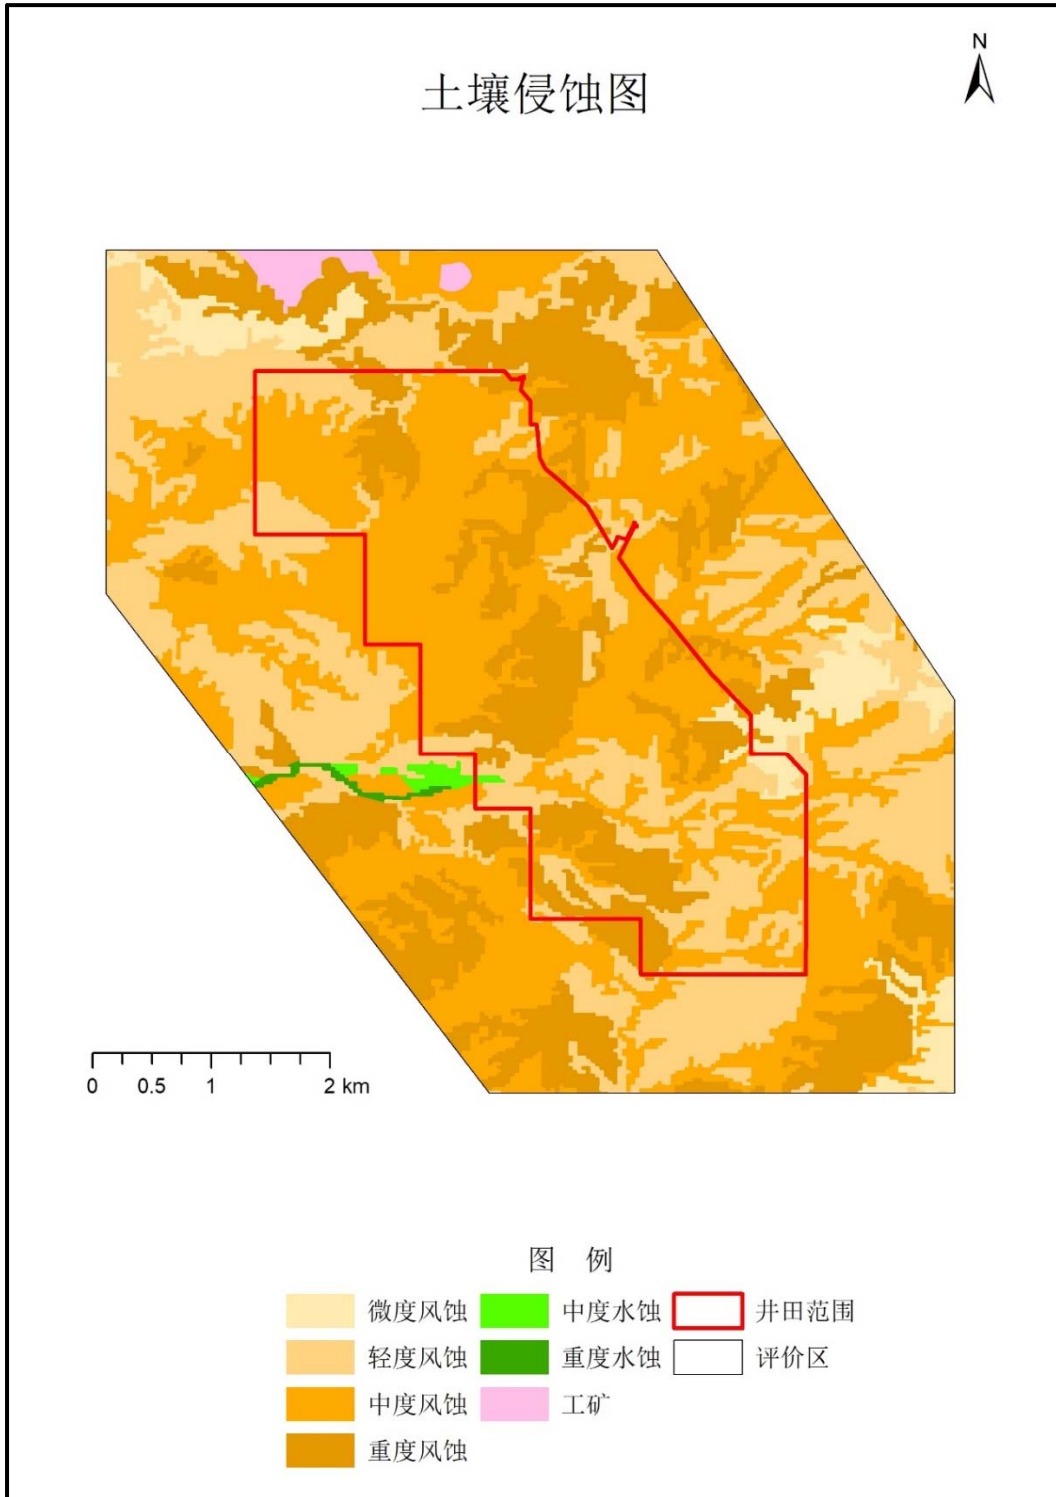 N
土壤侵蚀图
0 0.5 1 2 km
图 例
微度风蚀 中度水蚀 井田范围
轻度风蚀 重度水蚀 评价区
中度风蚀 工矿
重度风蚀